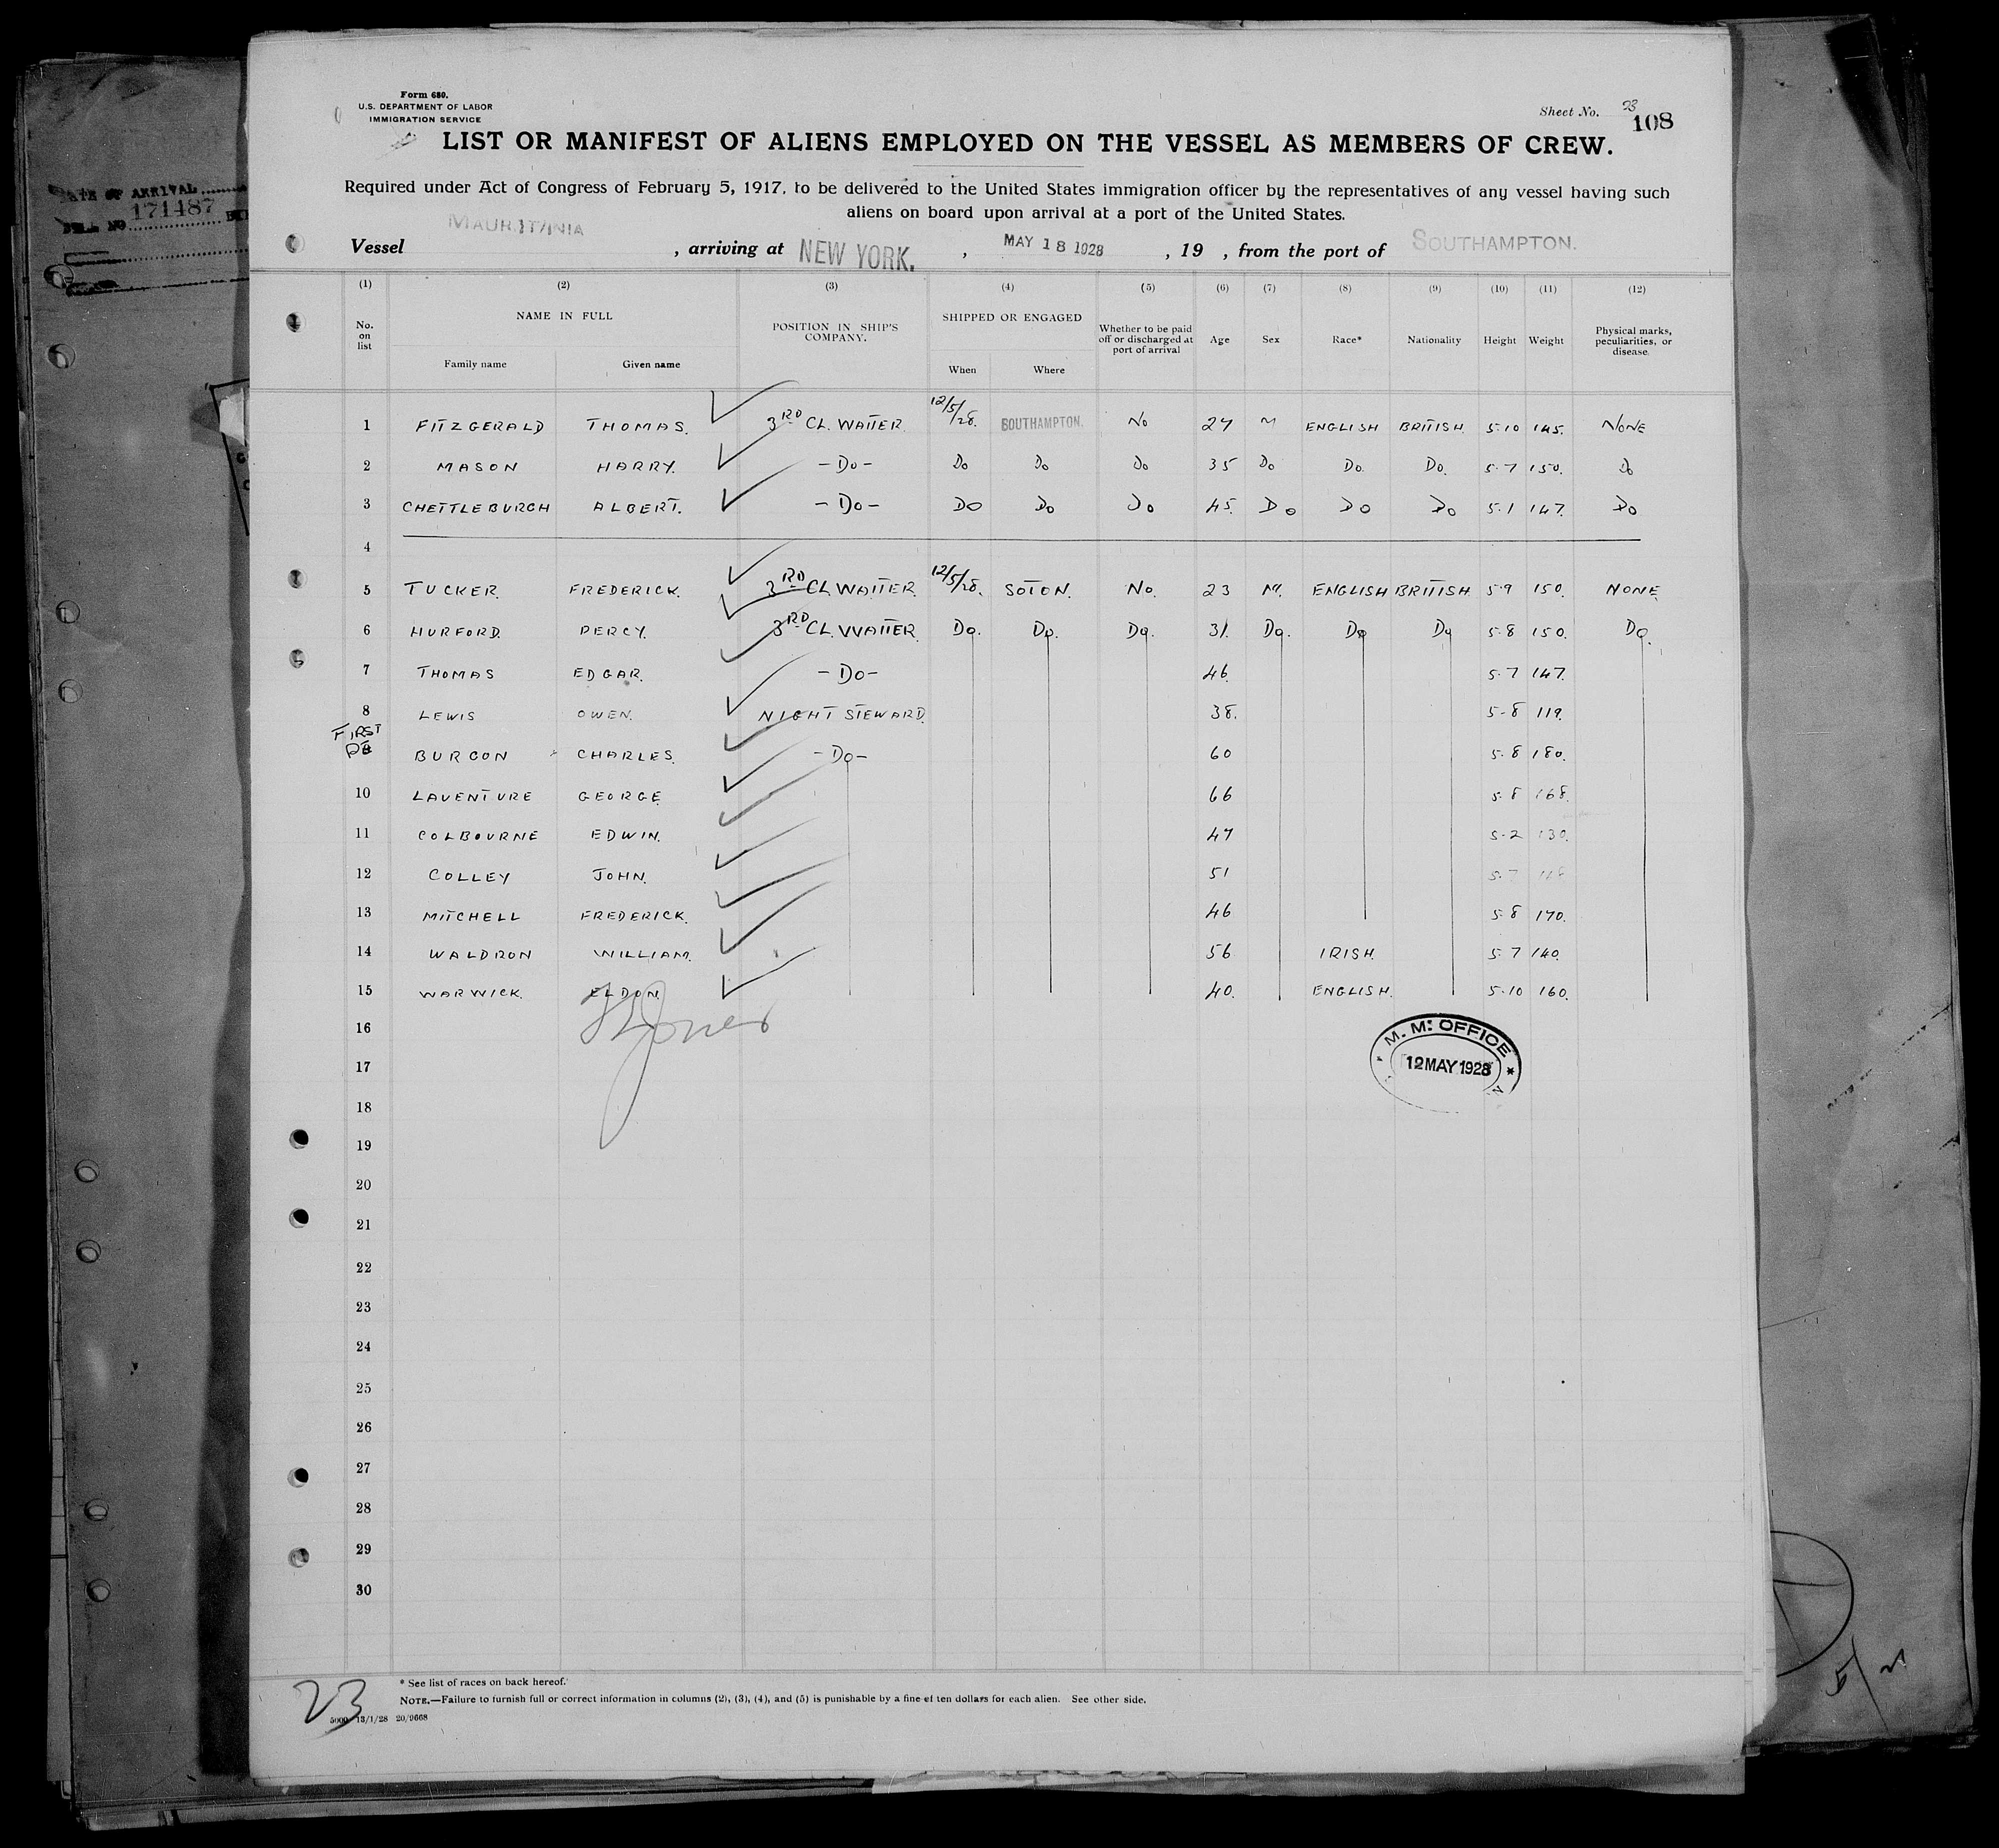 Form 680.
U.S. DEPARTMENT OF LABOR
IMMIGRATION SERVICE
Sheet No. 23
108
LIST OR MANIFEST OF ALIENS EMPLOYED ON THE VESSEL AS MEMBERS OF CREW.
Required under Act of Congress of February 5, 1917, to be delivered to the United States immigration officer by the representatives of any vessel having such
aliens on board upon arrival at a port of the United States.
Vessel MAURITANIA, arriving at NEW YORK, MAY 18 1928, 19 , from the port of SOUTHAMPTON.
DATE OF ARRIVAL
171487
(1) (2) (3) (4) (5) (6) (7) (8) (9) (10) (11) (12)
No. on list NAME IN FULL Family name Given name POSITION IN SHIP'S COMPANY. SHIPPED OR ENGAGED When Where Whether to be paid off or discharged at port of arrival Age Sex Race* Nationality Height Weight Physical marks, peculiarities, or disease.
1 FITZGERALD THOMAS. 3RD CL. WAITER. 12/5/28. SOUTHAMPTON. No 27 M ENGLISH BRITISH. 5-10 145. NONE
2 MASON HARRY. -Do- Do Do Do 35 Do Do. Do. 5-7 150. Do
3 CHETTLEBURGH ALBERT. -Do- Do Do Do 45. Do Do Do 5-1 147. Do
4
5 TUCKER. FREDERICK. 3RD CL WAITER. 12/5/28. SOTON. No. 23 M. ENGLISH BRITISH 5-9 150. NONE
6 HURFORD. PERCY. 3RD CL. WAITER. Do. Do. Do. 31. Do. Do Do 5-8 150. Do.
7 THOMAS EDGAR. -Do- 46. 5-7 147.
8 LEWIS OWEN. NIGHT STEWARD. 38. 5-8 119.
FIRST
BURGON CHARLES. -Do- 60 5-8 180.
10 LAVENTURE GEORGE 66 5-8 168.
11 COLBOURNE EDWIN. 47 5-2 130.
12 COLLEY JOHN. 51 5-7
13 MITCHELL FREDERICK. 46 5-8 170.
14 WALDRON WILLIAM. 56 IRISH. 5-7 140.
15 WARWICK. ELDON 40. ENGLISH. 5-10 160.
Jones
16
M. M. OFFICE
12 MAY 1928
17
18
19
20
21
22
23
24
25
26
27
28
29
30
* See list of races on back hereof.
NOTE.—Failure to furnish full or correct information in columns (2), (3), (4), and (5) is punishable by a fine of ten dollars for each alien. See other side.
23
5000 13/1/28 20/9668